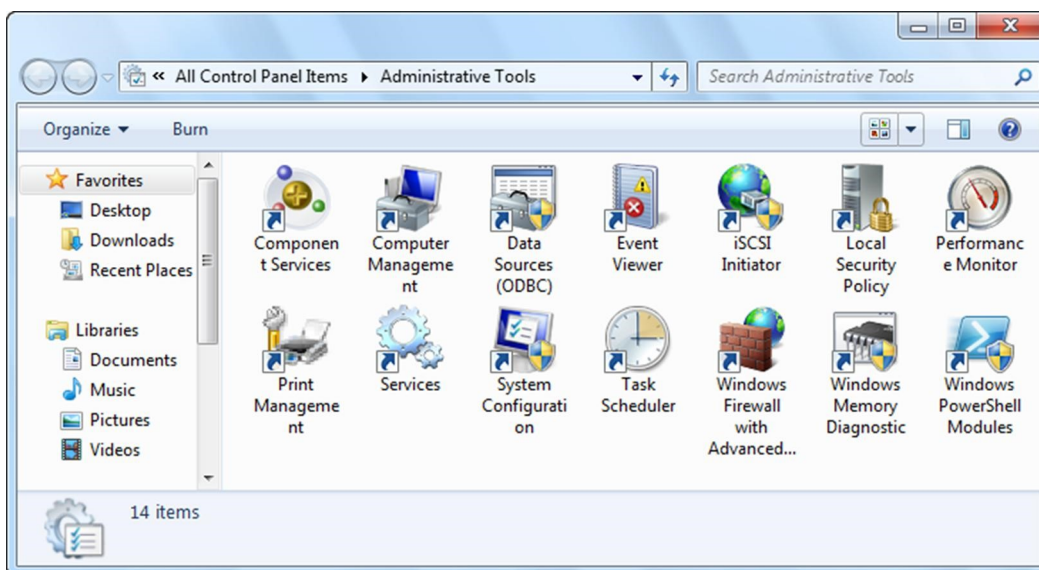 « All Control Panel Items ▸ Administrative Tools
Search Administrative Tools
Organize
Burn
Favorites
Desktop
Downloads
Recent Places
Libraries
Documents
Music
Pictures
Videos
Componen
t Services
Computer
Manageme
nt
Data
Sources
(ODBC)
Event
Viewer
iSCSI
Initiator
Local
Security
Policy
Performanc
e Monitor
Print
Manageme
nt
Services
System
Configurati
on
Task
Scheduler
Windows
Firewall
with
Advanced...
Windows
Memory
Diagnostic
Windows
PowerShell
Modules
14 items